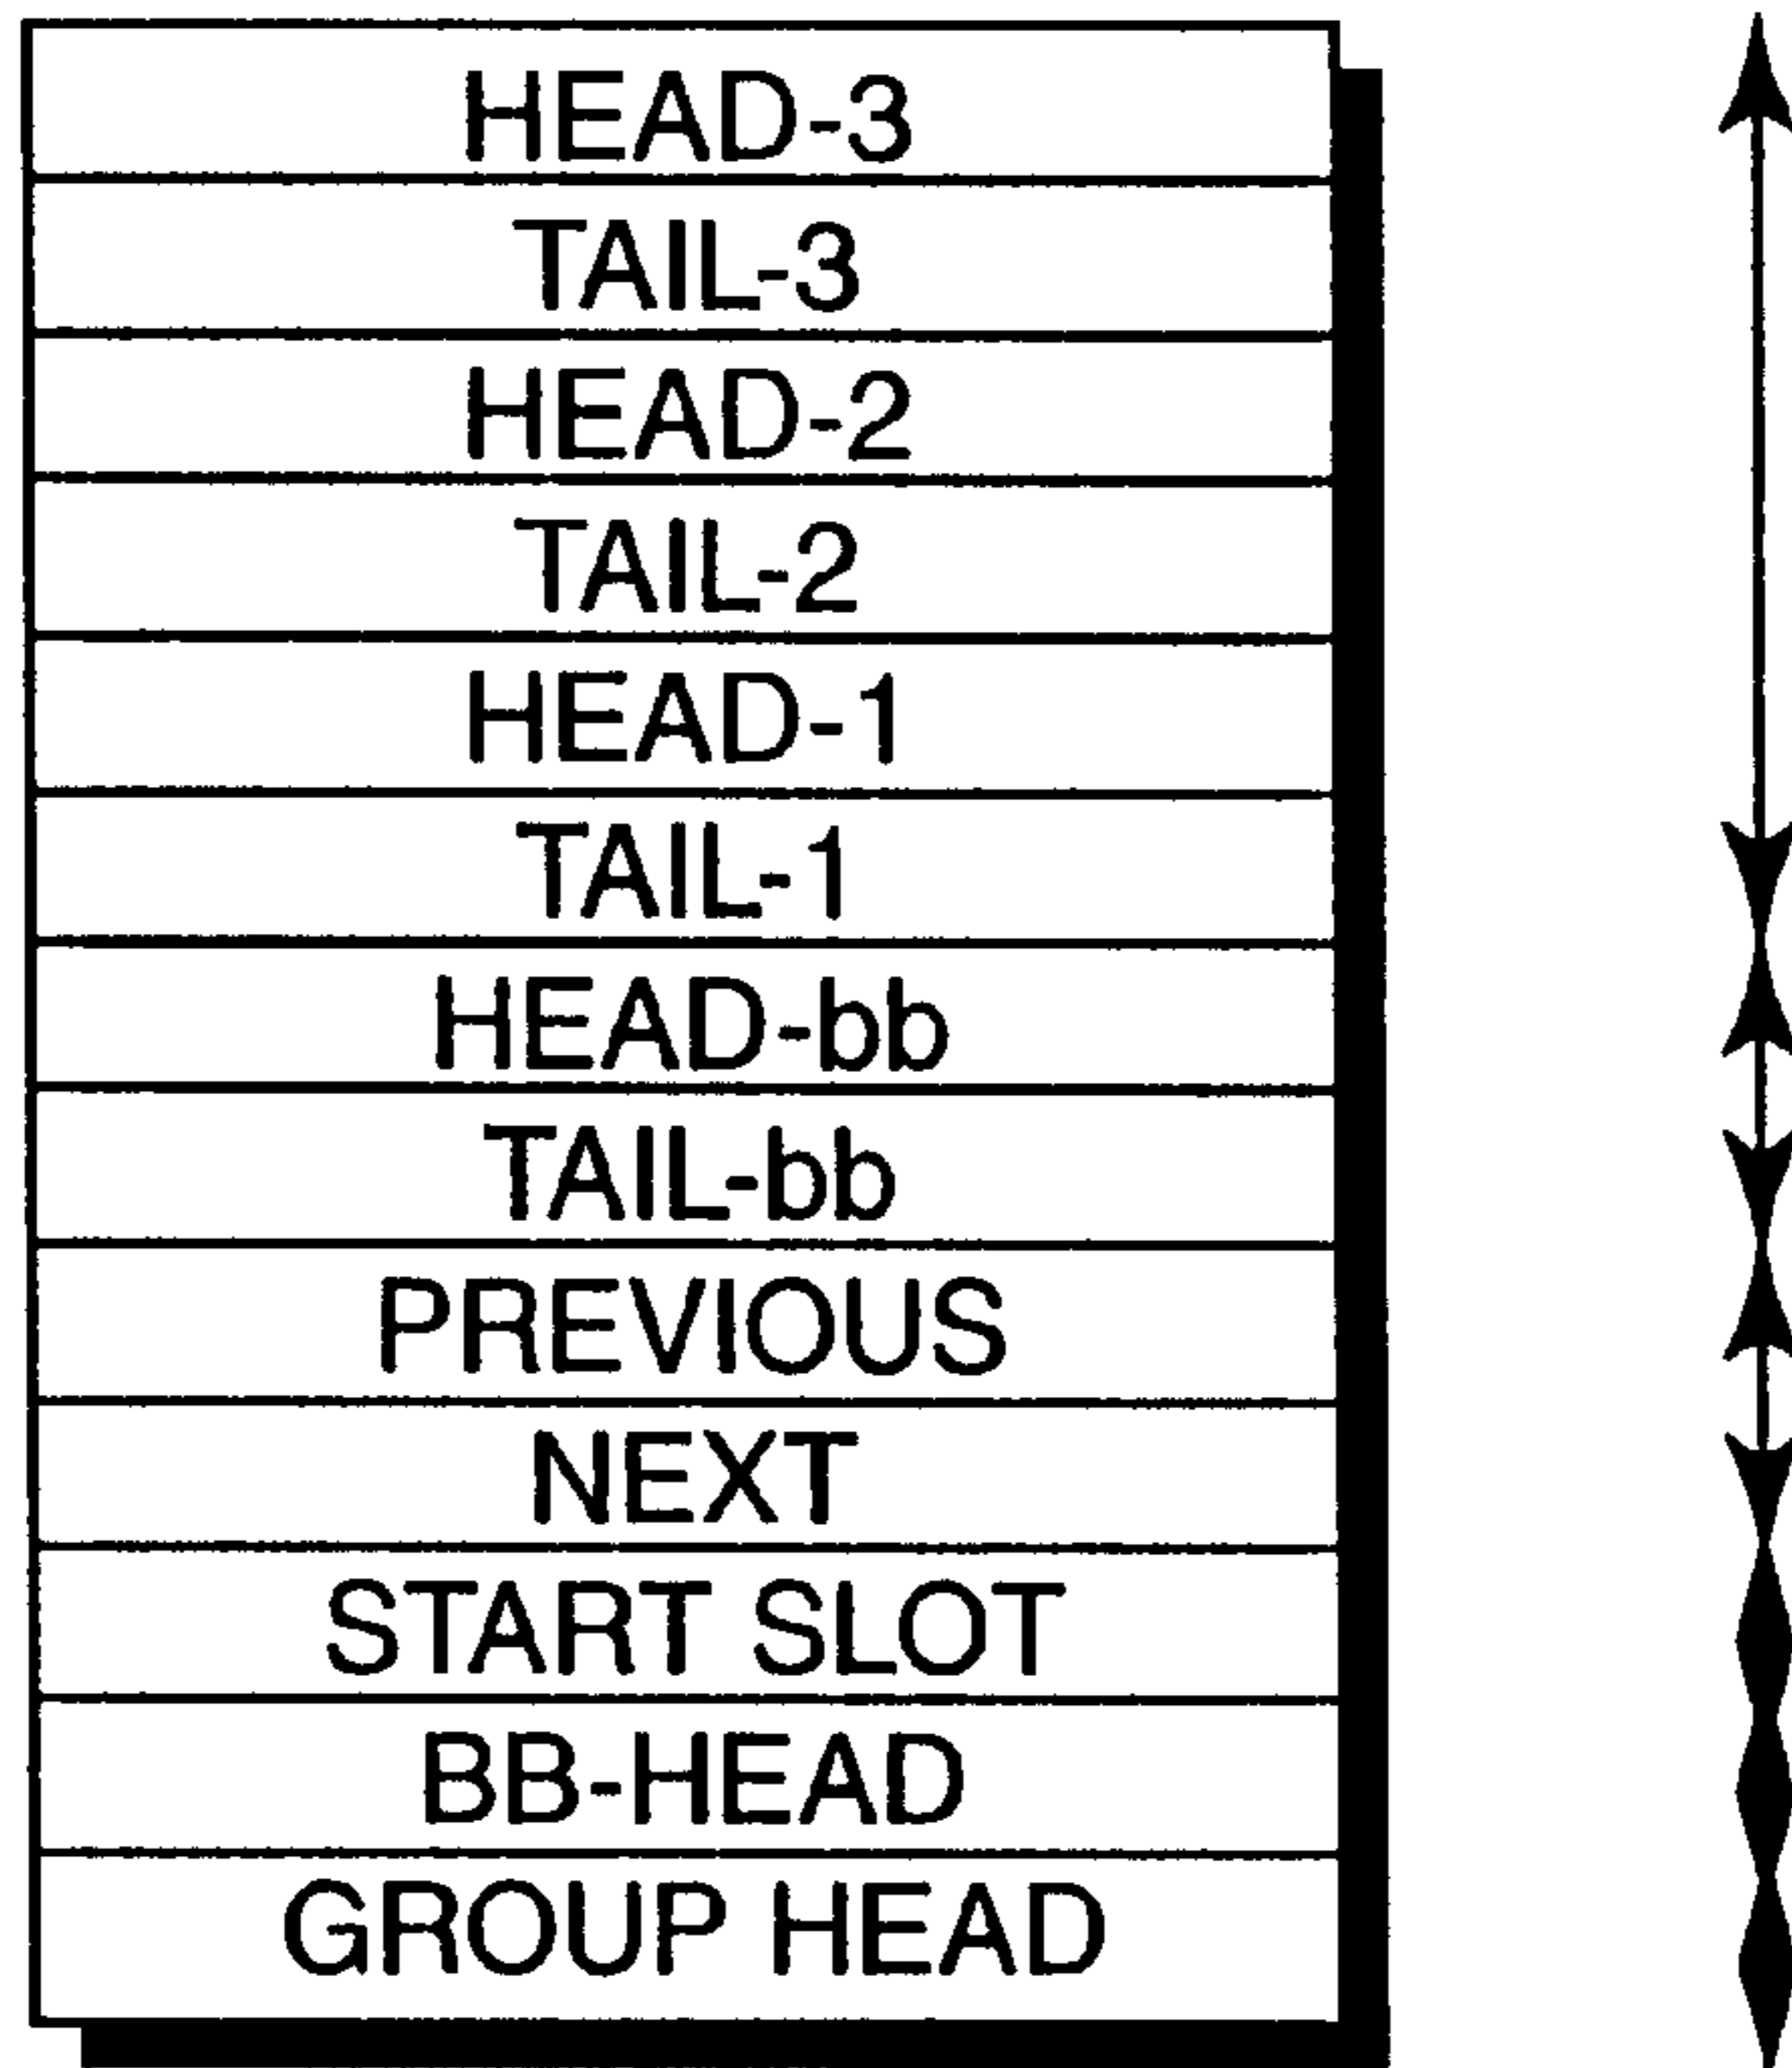 HEAD-3
TAIL-3
HEAD-2
TAIL-2
HEAD-1
TAIL-1
HEAD-bb
TAIL-bb
PREVIOUS
NEXT
START SLOT
BB-HEAD
GROUP HEAD